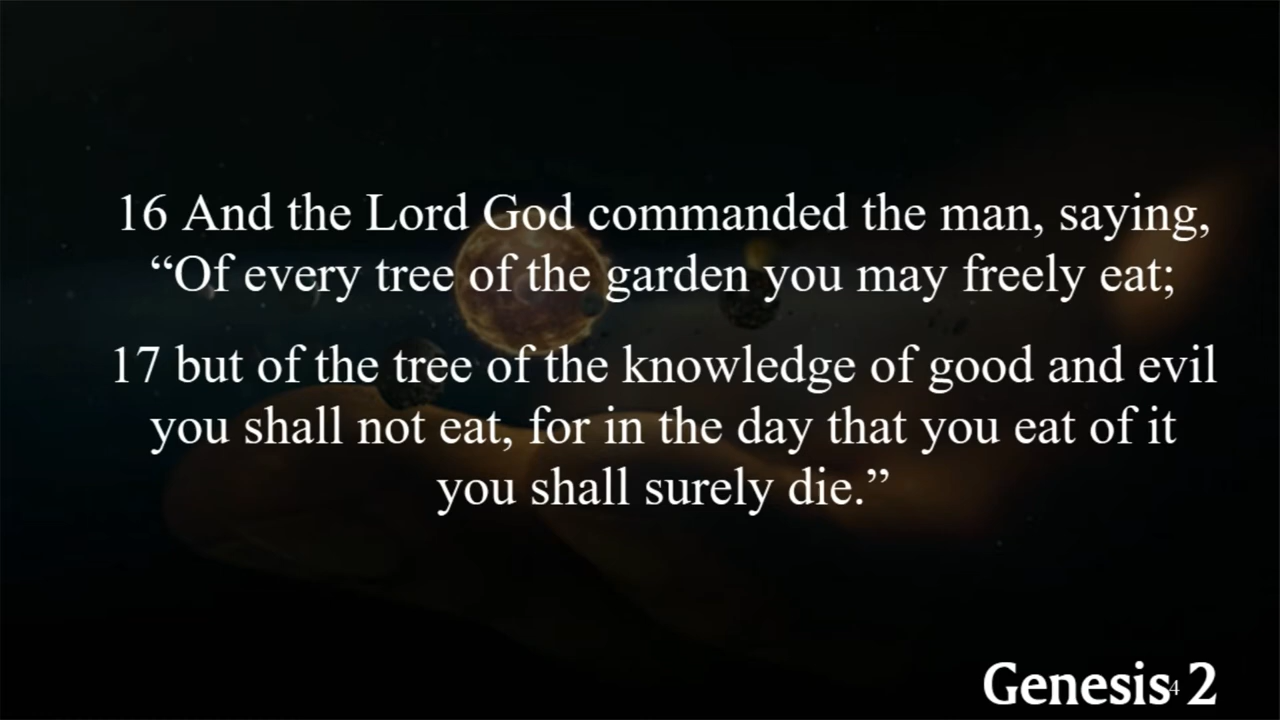 16 And the Lord God commanded the man, saying,
“Of every tree of the garden you may freely eat;
17 but of the tree of the knowledge of good and evil
you shall not eat, for in the day that you eat of it
you shall surely die.”
Genesis 2
4